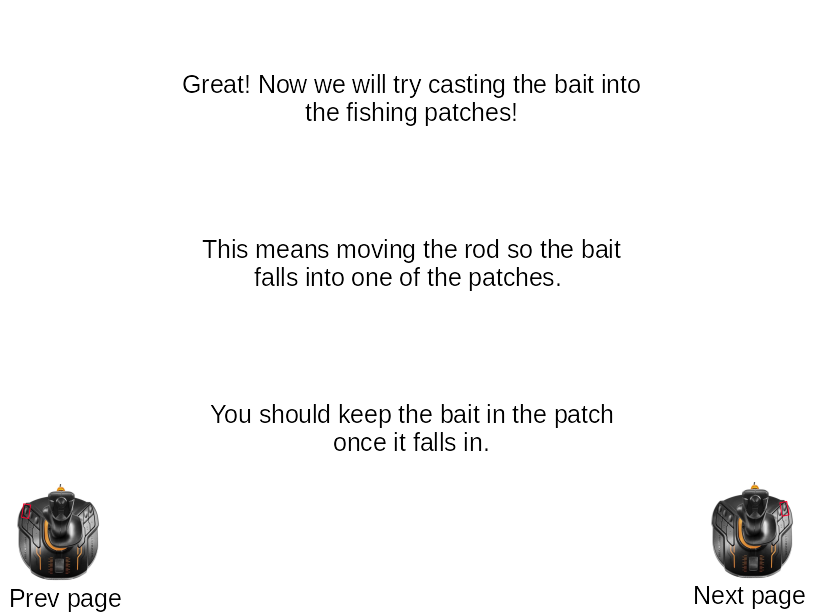 Great! Now we will try casting the bait into
the fishing patches!
This means moving the rod so the bait
falls into one of the patches.
You should keep the bait in the patch
once it falls in.
Prev page
Next page